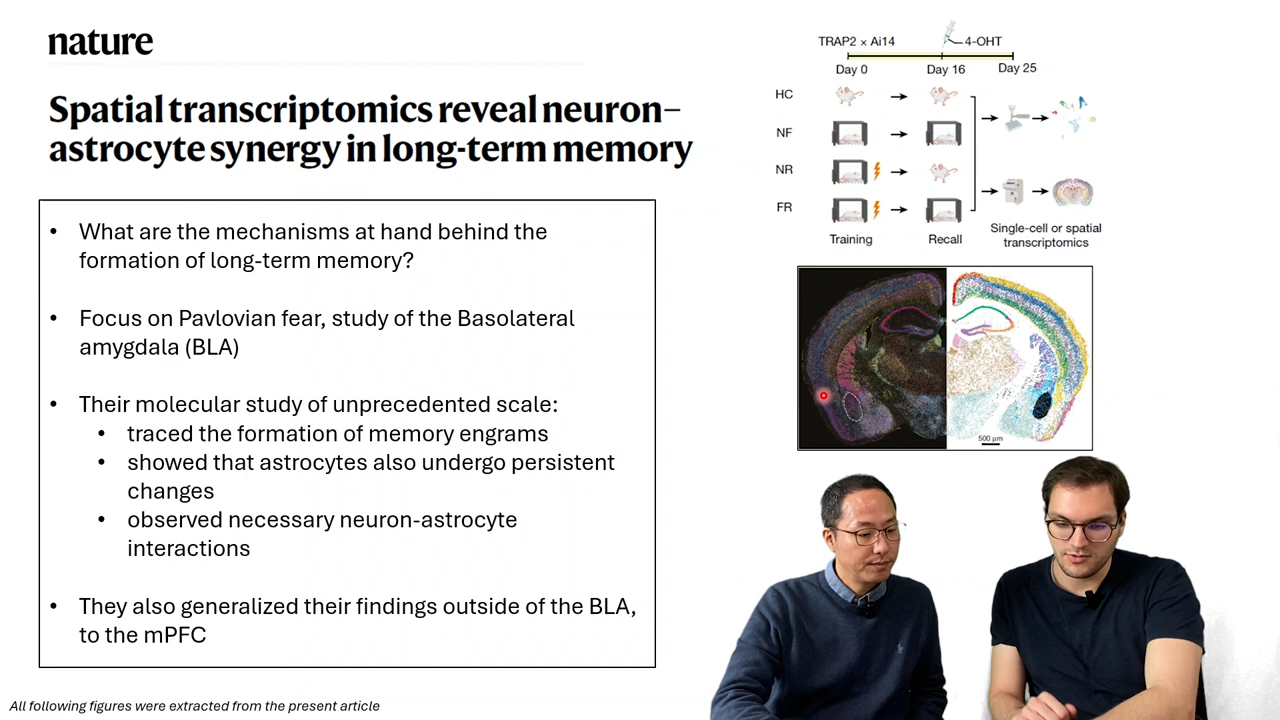 nature
Spatial transcriptomics reveal neuron–
astrocyte synergy in long-term memory
• What are the mechanisms at hand behind the
formation of long-term memory?
• Focus on Pavlovian fear, study of the Basolateral
amygdala (BLA)
• Their molecular study of unprecedented scale:
• traced the formation of memory engrams
• showed that astrocytes also undergo persistent
changes
• observed necessary neuron-astrocyte
interactions
• They also generalized their findings outside of the BLA,
to the mPFC
All following figures were extracted from the present article
TRAP2 × Ai14
4-OHT
Day 0
Day 16
Day 25
HC
NF
NR
FR
Training
Recall
Single-cell or spatial
transcriptomics
500 μm